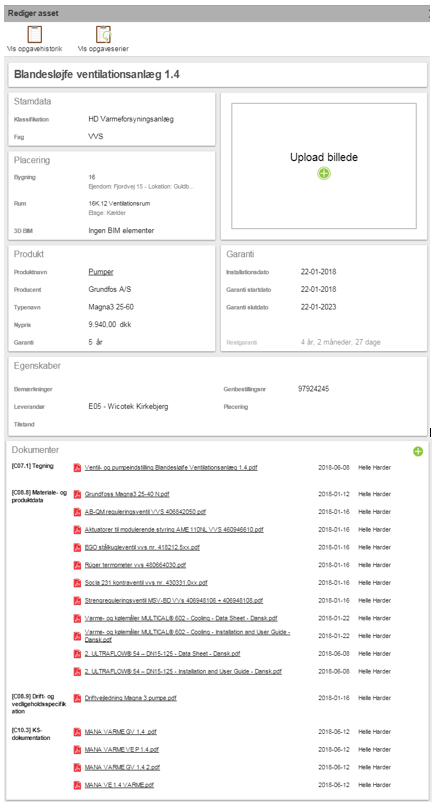 Rediger asset
Vis opgavehistorik
Vis opgaveserier
Blandesløjfe ventilationsanlæg 1.4
Stamdata
Klassifikation HD Varmeforsyningsanlæg
Fag VVS
Upload billede
Placering
Bygning 16
Ejendom: Fjordvej 15 - Lokation: Guldb...
Rum 16K.12 Ventilationsrum
Etage: Kælder
3D BIM Ingen BIM elementer
Produkt
Produktnavn Pumper
Producent Grundfos A/S
Typenavn Magna3 25-60
Nypris 9.940,00 dkk
Garanti 5 år
Garanti
Installationsdato 22-01-2018
Garanti startdato 22-01-2018
Garanti slutdato 22-01-2023
Restgaranti 4 år, 2 måneder, 27 dage
Egenskaber
Bemærkninger
Genbestillingsnr 97924245
Leverandør E05 - Wicotek Kirkebjerg
Placering
Tilstand
Dokumenter
[C07.1] Tegning Ventil- og pumpeindstilling Blandesløjfe Ventilationsanlæg 1.4.pdf 2018-06-08 Helle Harder
[C08.8] Materiale- og produktdata Grundfoss Magna3 25-40 N.pdf 2018-01-12 Helle Harder
AB-QM reguleringsventil VVS 406842050.pdf 2018-01-16 Helle Harder
Aktuatorer til modulerende styring AME 110NL VVS 460946610.pdf 2018-01-16 Helle Harder
EGO stålkugleventil vvs nr. 418212.5xx.pdf 2018-01-16 Helle Harder
Rüger termometer vvs 480664030.pdf 2018-01-16 Helle Harder
Socla 231 kontraventil vvs nr. 430331.0xx.pdf 2018-01-16 Helle Harder
Strengreguleringsventil MSV-BD VVs 406948106 + 406948108.pdf 2018-01-16 Helle Harder
Varme- og kølemåler MULTICAL® 602 - Cooling - Data Sheet - Dansk.pdf 2018-01-22 Helle Harder
Varme- og kølemåler MULTICAL® 602 - Cooling - Installation and User Guide - Dansk.pdf 2018-01-22 Helle Harder
2. ULTRAFLOW® 54 – DN15-125 - Data Sheet - Dansk.pdf 2018-06-08 Helle Harder
2. ULTRAFLOW® 54 – DN15-125 - Installation and User Guide - Dansk.pdf 2018-06-08 Helle Harder
[C08.9] Drift- og vedligeholdsspecifikation Driftvejledning Magna 3 pumpe.pdf 2018-01-16 Helle Harder
[C10.3] KS-dokumentation MANA VARME GV 1.4 .pdf 2018-06-12 Helle Harder
MANA VARME VE P 1.4.pdf 2018-06-12 Helle Harder
MANA VARME GV 1.4 2.pdf 2018-06-12 Helle Harder
MANA VE 1.4 VARME.pdf 2018-06-12 Helle Harder